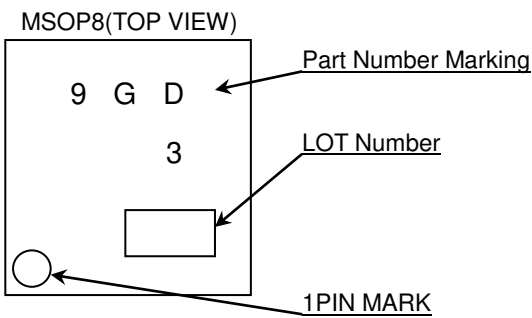 MSOP8(TOP VIEW)
Part Number Marking
9 G D
3
LOT Number
1PIN MARK